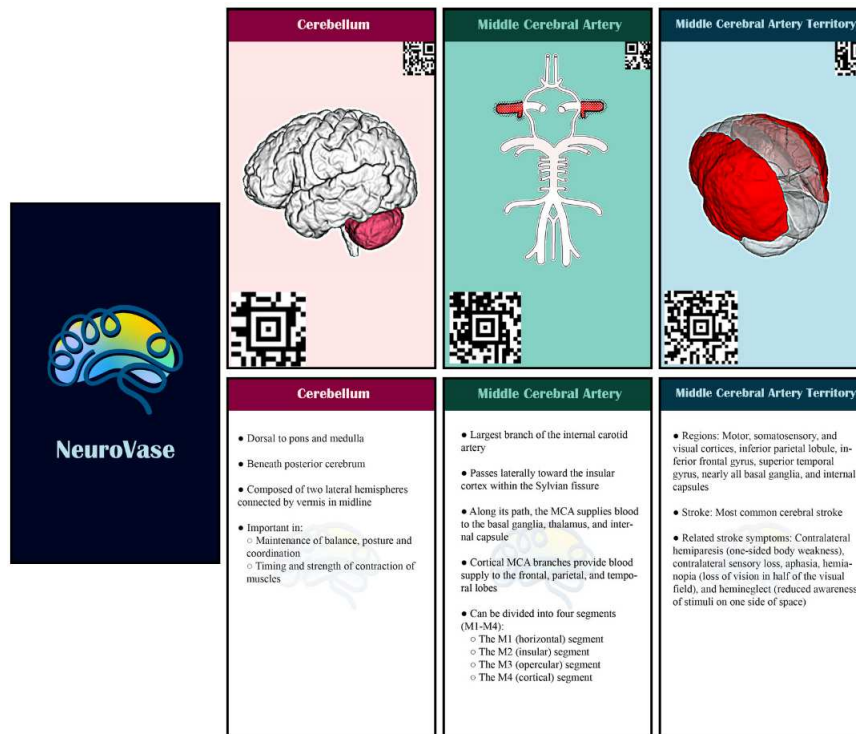 Cerebellum
Middle Cerebral Artery
Middle Cerebral Artery Territory
NeuroVase
Cerebellum
● Dorsal to pons and medulla
● Beneath posterior cerebrum
● Composed of two lateral hemispheres
connected by vermis in midline
● Important in:
○ Maintenance of balance, posture and
coordination
○ Timing and strength of contraction of
muscles
Middle Cerebral Artery
● Largest branch of the internal carotid
artery
● Passes laterally toward the insular
cortex within the Sylvian fissure
● Along its path, the MCA supplies blood
to the basal ganglia, thalamus, and inter-
nal capsule
● Cortical MCA branches provide blood
supply to the frontal, parietal, and tempo-
ral lobes
● Can be divided into four segments
(M1-M4):
○ The M1 (horizontal) segment
○ The M2 (insular) segment
○ The M3 (opercular) segment
○ The M4 (cortical) segment
Middle Cerebral Artery Territory
● Regions: Motor, somatosensory, and
visual cortices, inferior parietal lobule, in-
ferior frontal gyrus, superior temporal
gyrus, nearly all basal ganglia, and internal
capsules
● Stroke: Most common cerebral stroke
● Related stroke symptoms: Contralateral
hemiparesis (one-sided body weakness),
contralateral sensory loss, aphasia, hemia-
nopia (loss of vision in half of the visual
field), and hemineglect (reduced awareness
of stimuli on one side of space)